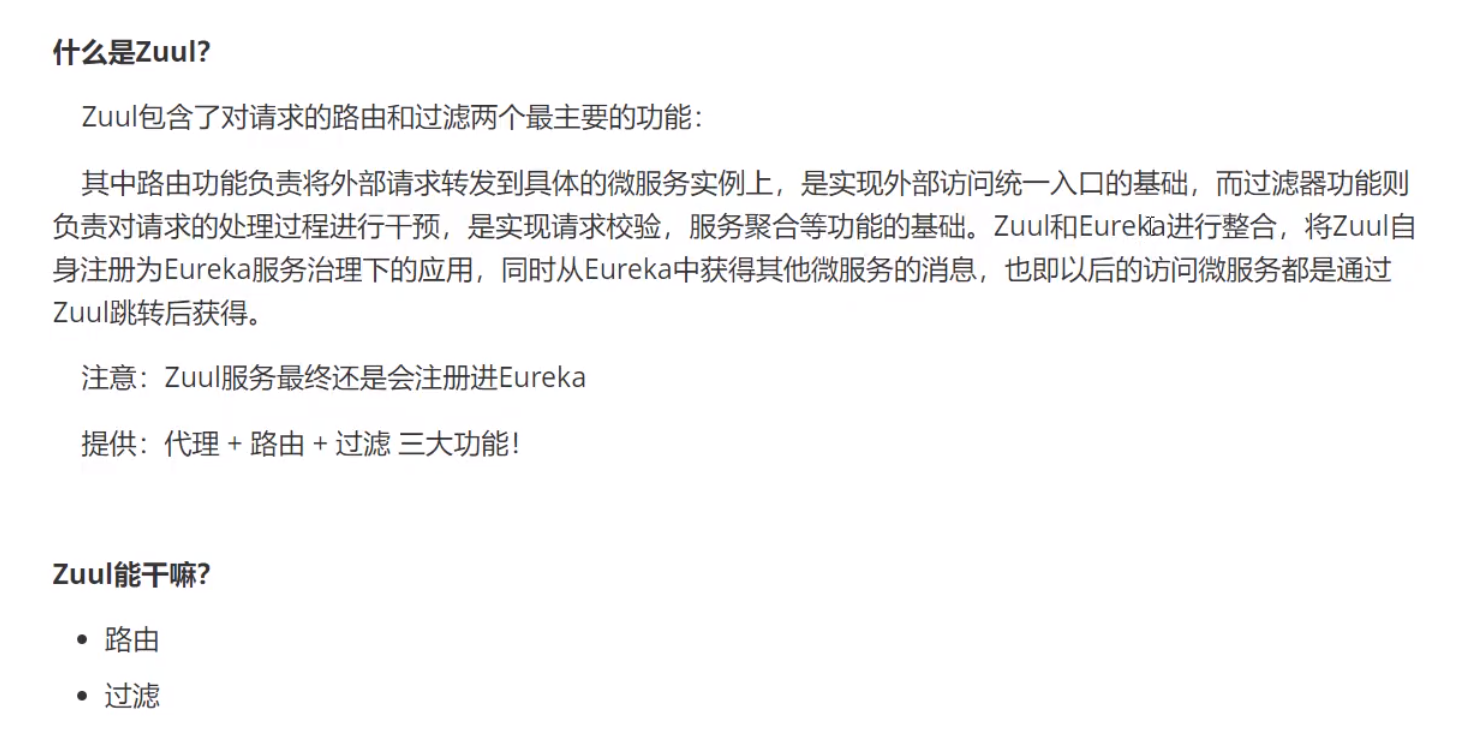 什么是Zuul?
Zuul包含了对请求的路由和过滤两个最主要的功能：
其中路由功能负责将外部请求转发到具体的微服务实例上，是实现外部访问统一入口的基础，而过滤器功能则
负责对请求的处理过程进行干预，是实现请求校验，服务聚合等功能的基础。Zuul和Eureka进行整合，将Zuul自
身注册为Eureka服务治理下的应用，同时从Eureka中获得其他微服务的消息，也即以后的访问微服务都是通过
Zuul跳转后获得。
注意：Zuul服务最终还是会注册进Eureka
提供：代理 + 路由 + 过滤 三大功能！
Zuul能干嘛?
• 路由
• 过滤